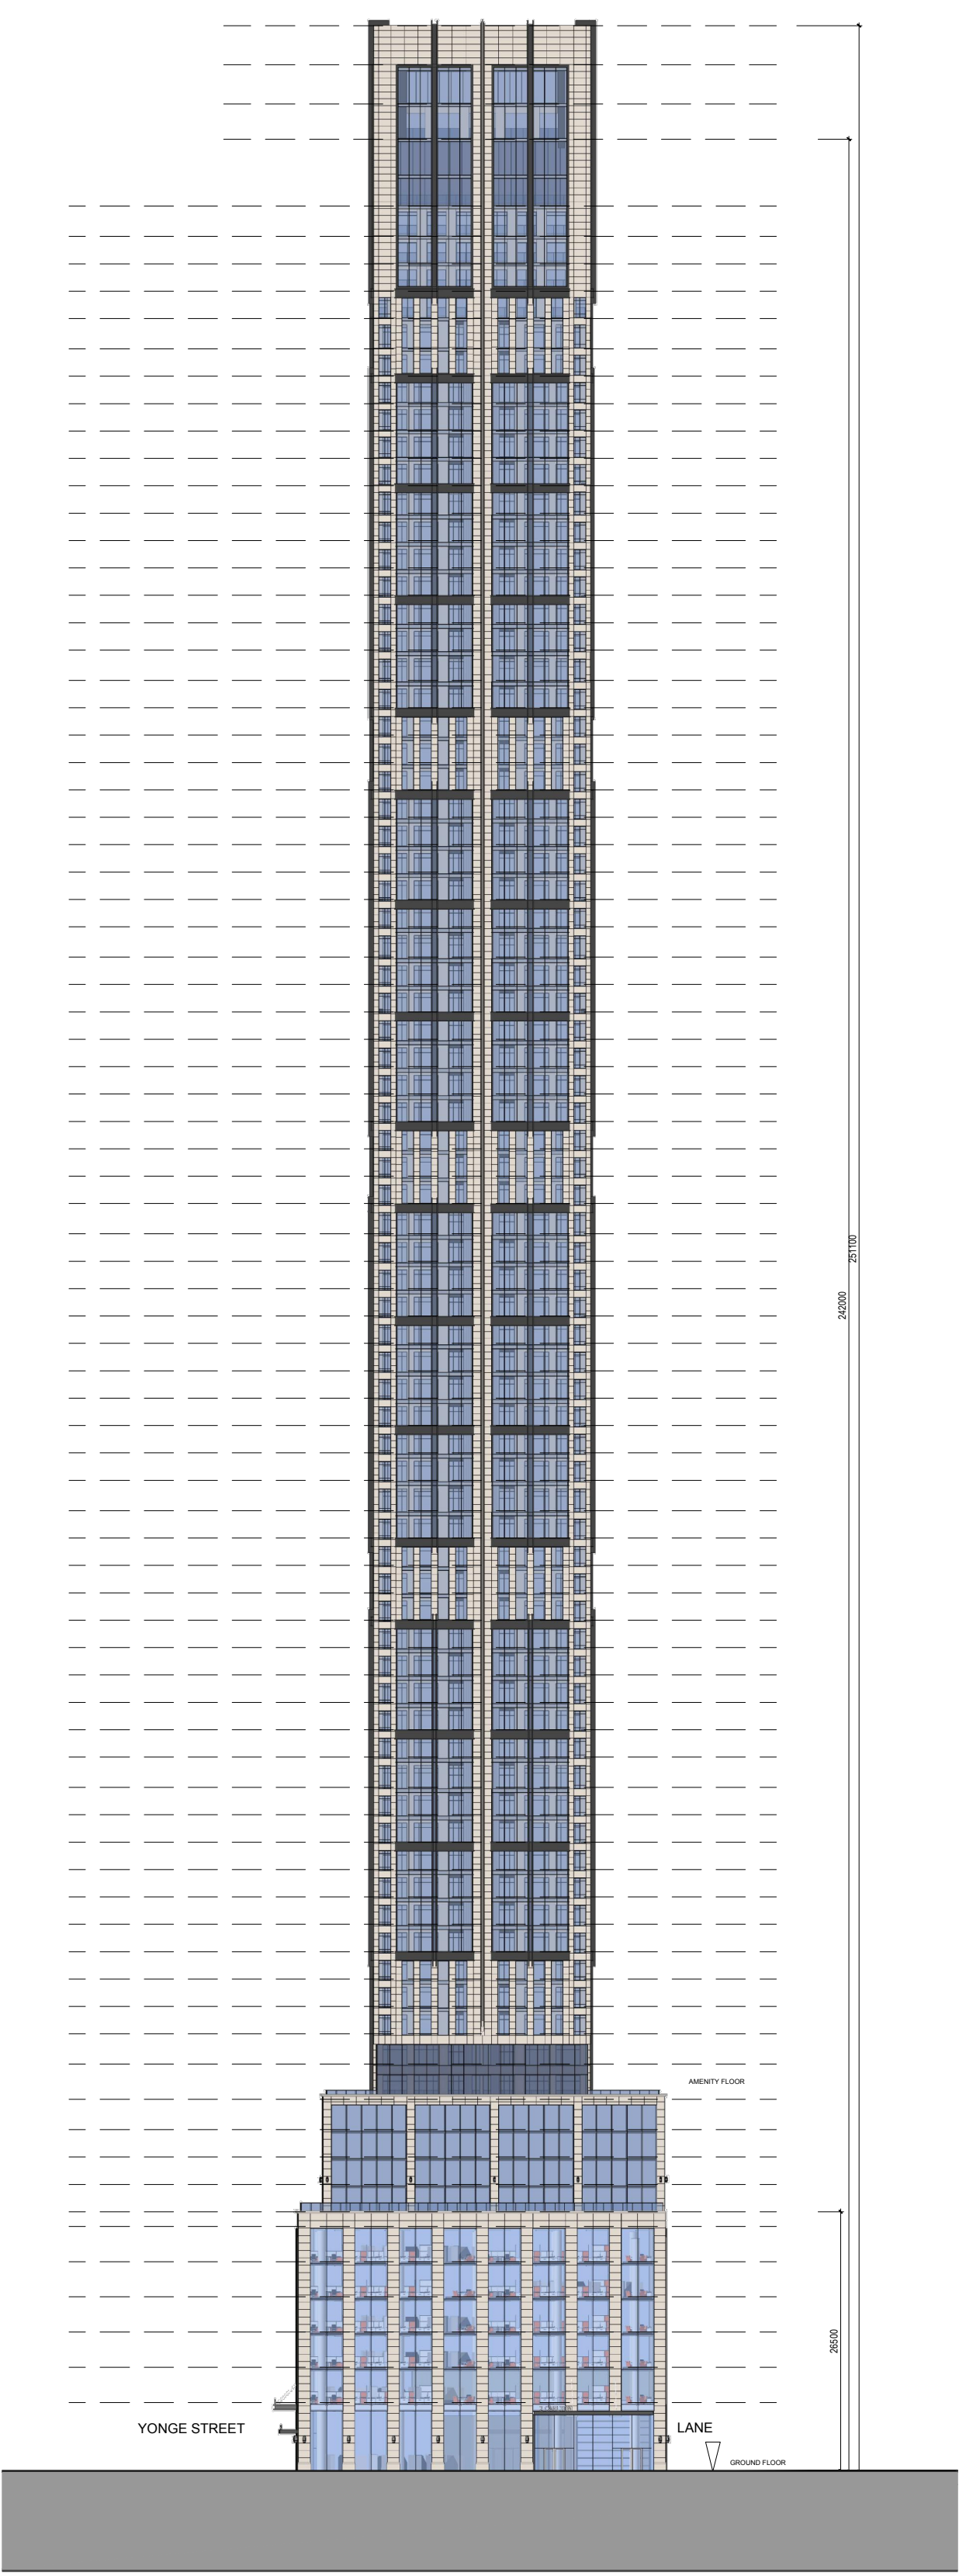 251100
242000
AMENITY FLOOR
26500
YONGE STREET
LANE
GROUND FLOOR